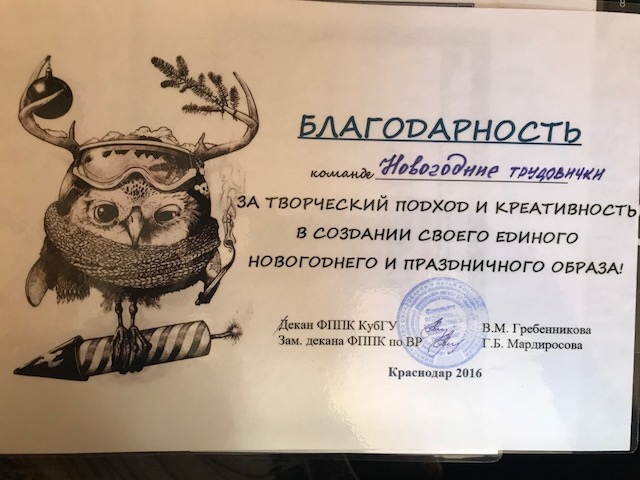 БЛАГОДАРНОСТЬ
команде Новогодние трудовички
ЗА ТВОРЧЕСКИЙ ПОДХОД И КРЕАТИВНОСТЬ
В СОЗДАНИИ СВОЕГО ЕДИНОГО
НОВОГОДНЕГО И ПРАЗДНИЧНОГО ОБРАЗА!
Декан ФППК КубГУ В.М. Гребенникова
Зам. декана ФППК по ВР Г.Б. Мардиросова
Краснодар 2016